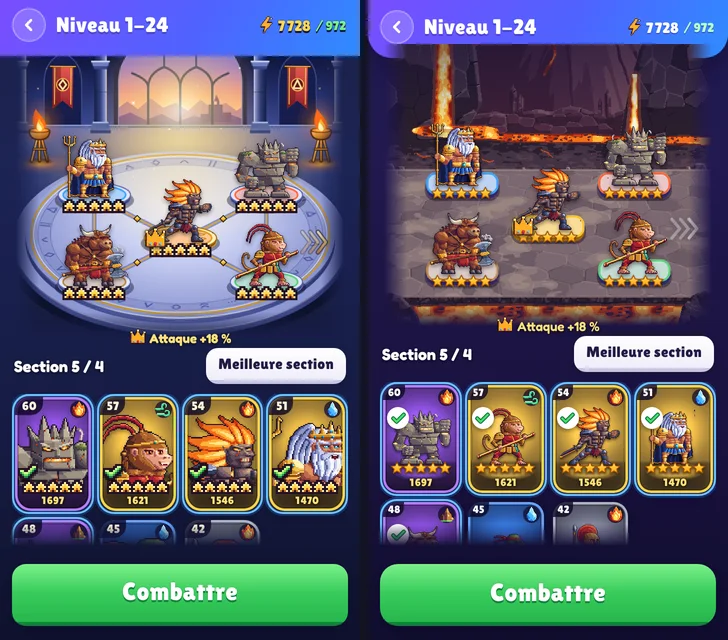 Niveau 1-24
7728 / 972
Attaque +18 %
Section 5 / 4
Meilleure section
60
57
54
51
1697
1621
1546
1470
48
45
42
Combattre
Niveau 1-24
7728 / 972
Attaque +18 %
Section 5 / 4
Meilleure section
60
57
54
51
1697
1621
1546
1470
48
45
42
Combattre